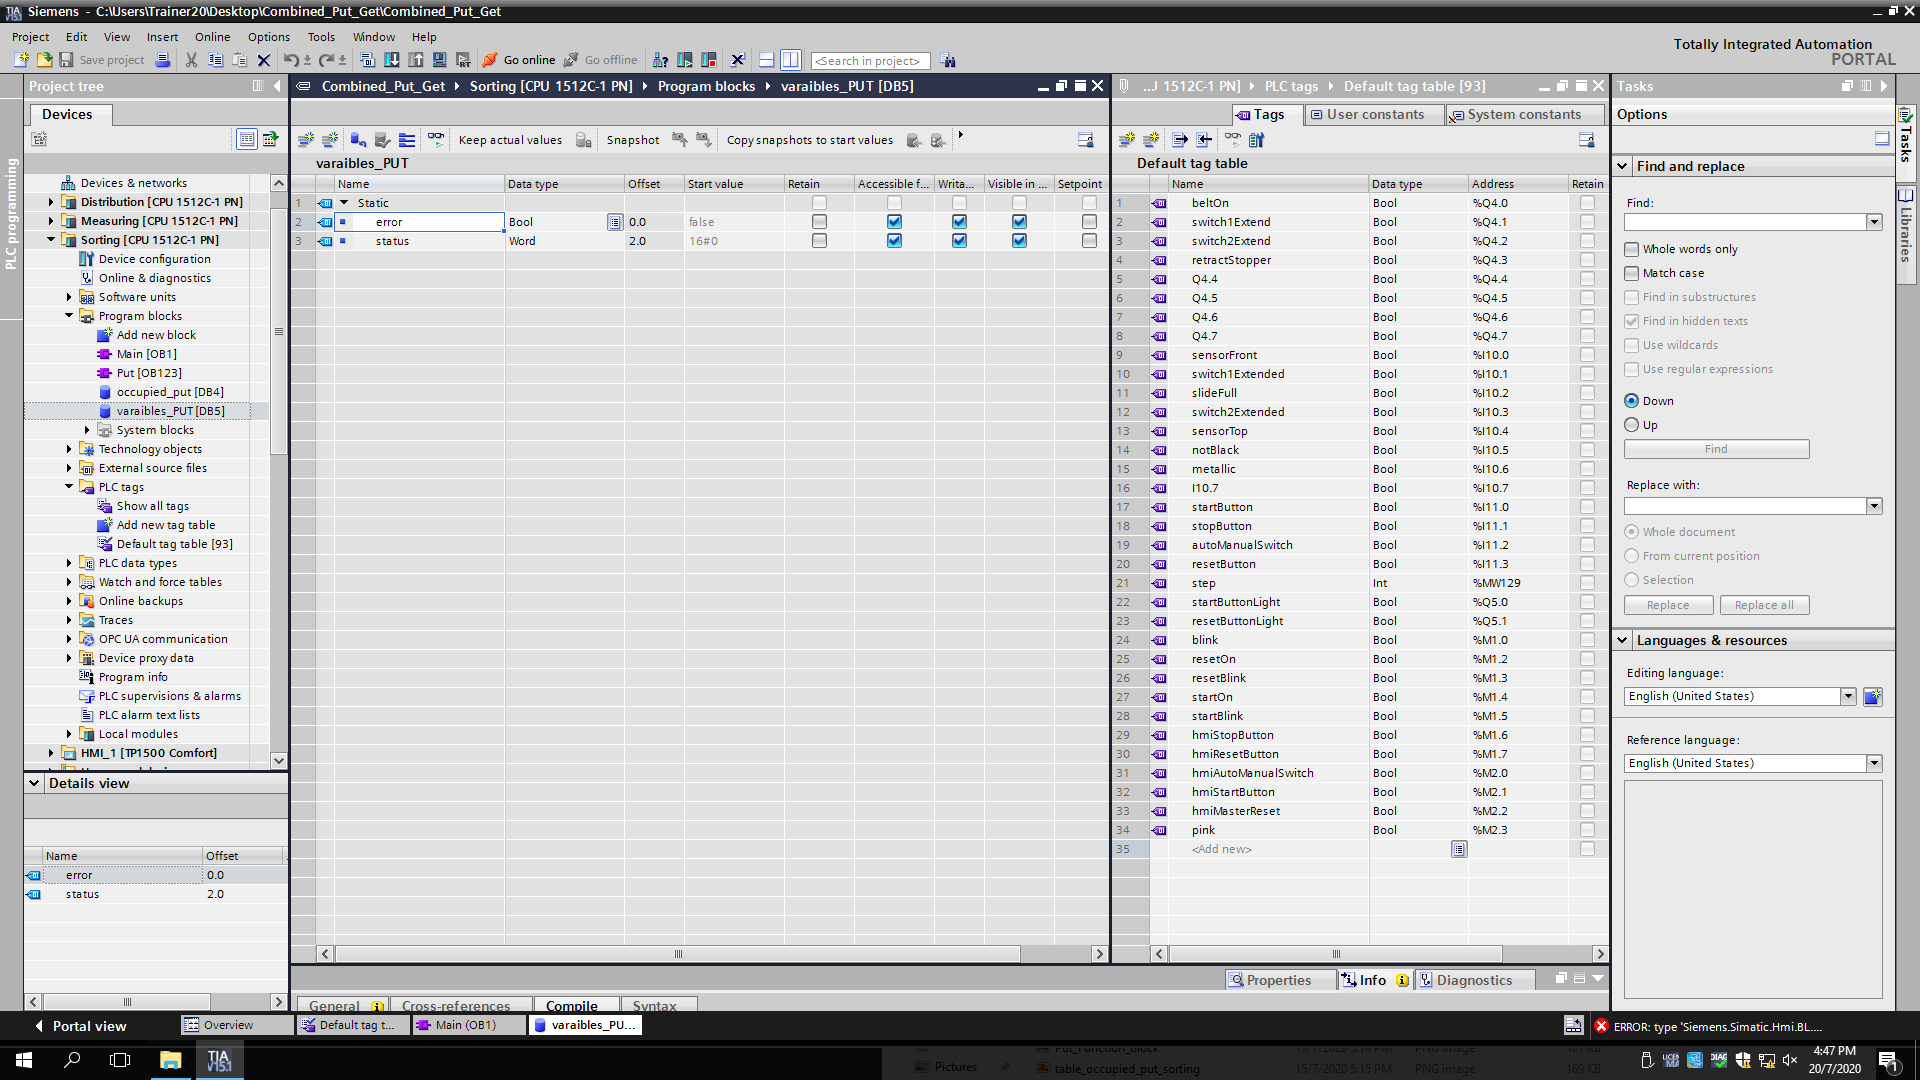 Siemens - C:\Users\Trainer20\Desktop\Combined_Put_Get\Combined_Put_Get
Project Edit View Insert Online Options Tools Window Help
Save project Go online Go offline <Search in project>
Totally Integrated Automation
PORTAL
Project tree
Devices
PLC programming
Devices & networks
Distribution [CPU 1512C-1 PN]
Measuring [CPU 1512C-1 PN]
Sorting [CPU 1512C-1 PN]
Device configuration
Online & diagnostics
Software units
Program blocks
Add new block
Main [OB1]
Put [OB123]
occupied_put [DB4]
varaibles_PUT [DB5]
System blocks
Technology objects
External source files
PLC tags
Show all tags
Add new tag table
Default tag table [93]
PLC data types
Watch and force tables
Online backups
Traces
OPC UA communication
Device proxy data
Program info
PLC supervisions & alarms
PLC alarm text lists
Local modules
HMI_1 [TP1500 Comfort]
Details view
Name Offset
error 0.0
status 2.0
Combined_Put_Get Sorting [CPU 1512C-1 PN] Program blocks varaibles_PUT [DB5]
Keep actual values Snapshot Copy snapshots to start values
varaibles_PUT
Name Data type Offset Start value Retain Accessible f... Writa... Visible in ... Setpoint
1 Static
2 error Bool 0.0 false
3 status Word 2.0 16#0
...J 1512C-1 PN] PLC tags Default tag table [93]
Tags User constants System constants
Default tag table
Name Data type Address Retain
1 beltOn Bool %Q4.0
2 switch1Extend Bool %Q4.1
3 switch2Extend Bool %Q4.2
4 retractStopper Bool %Q4.3
5 Q4.4 Bool %Q4.4
6 Q4.5 Bool %Q4.5
7 Q4.6 Bool %Q4.6
8 Q4.7 Bool %Q4.7
9 sensorFront Bool %I10.0
10 switch1Extended Bool %I10.1
11 slideFull Bool %I10.2
12 switch2Extended Bool %I10.3
13 sensorTop Bool %I10.4
14 notBlack Bool %I10.5
15 metallic Bool %I10.6
16 I10.7 Bool %I10.7
17 startButton Bool %I11.0
18 stopButton Bool %I11.1
19 autoManualSwitch Bool %I11.2
20 resetButton Bool %I11.3
21 step Int %MW129
22 startButtonLight Bool %Q5.0
23 resetButtonLight Bool %Q5.1
24 blink Bool %M1.0
25 resetOn Bool %M1.2
26 resetBlink Bool %M1.3
27 startOn Bool %M1.4
28 startBlink Bool %M1.5
29 hmiStopButton Bool %M1.6
30 hmiResetButton Bool %M1.7
31 hmiAutoManualSwitch Bool %M2.0
32 hmiStartButton Bool %M2.1
33 hmiMasterReset Bool %M2.2
34 pink Bool %M2.3
35 <Add new>
Properties Info Diagnostics
General Cross-references Compile Syntax
Tasks
Options
Find and replace
Find:
Whole words only
Match case
Find in substructures
Find in hidden texts
Use wildcards
Use regular expressions
Down
Up
Find
Replace with:
Whole document
From current position
Selection
Replace Replace all
Languages & resources
Editing language:
English (United States)
Reference language:
English (United States)
Tasks
Libraries
Portal view Overview Default tag t... Main (OB1) varaibles_PU... ERROR: type 'Siemens.Simatic.Hmi.BL....
Put_Function_block 15/7/2020 5:14 PM PNG image
Pictures table_occupied_put_sorting 15/7/2020 5:15 PM PNG image 169 KB
4:47 PM
20/7/2020